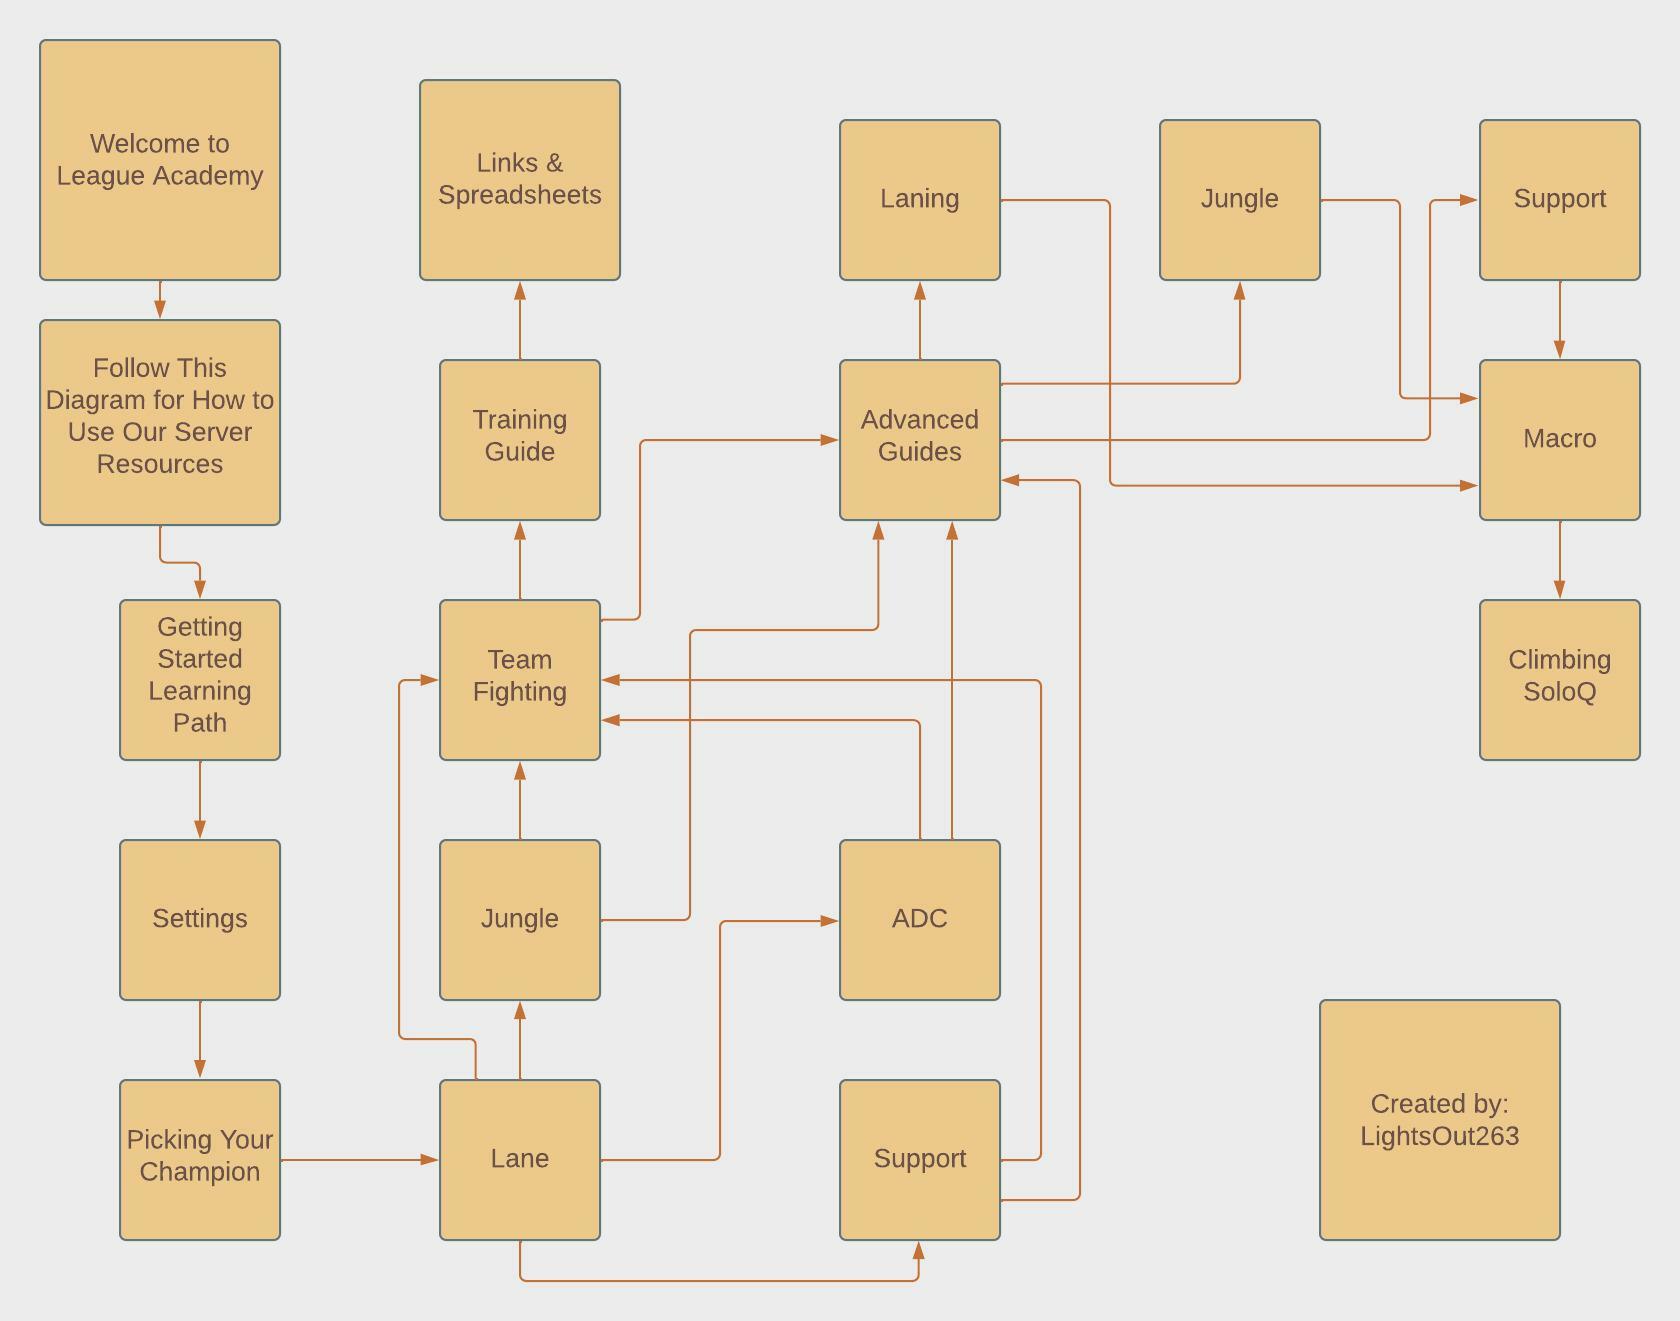 Welcome to
League Academy
Follow This
Diagram for How to
Use Our Server
Resources
Getting
Started
Learning
Path
Settings
Picking Your
Champion
Links &
Spreadsheets
Training
Guide
Team
Fighting
Jungle
Lane
Laning
Advanced
Guides
ADC
Support
Jungle
Support
Macro
Climbing
SoloQ
Created by:
LightsOut263